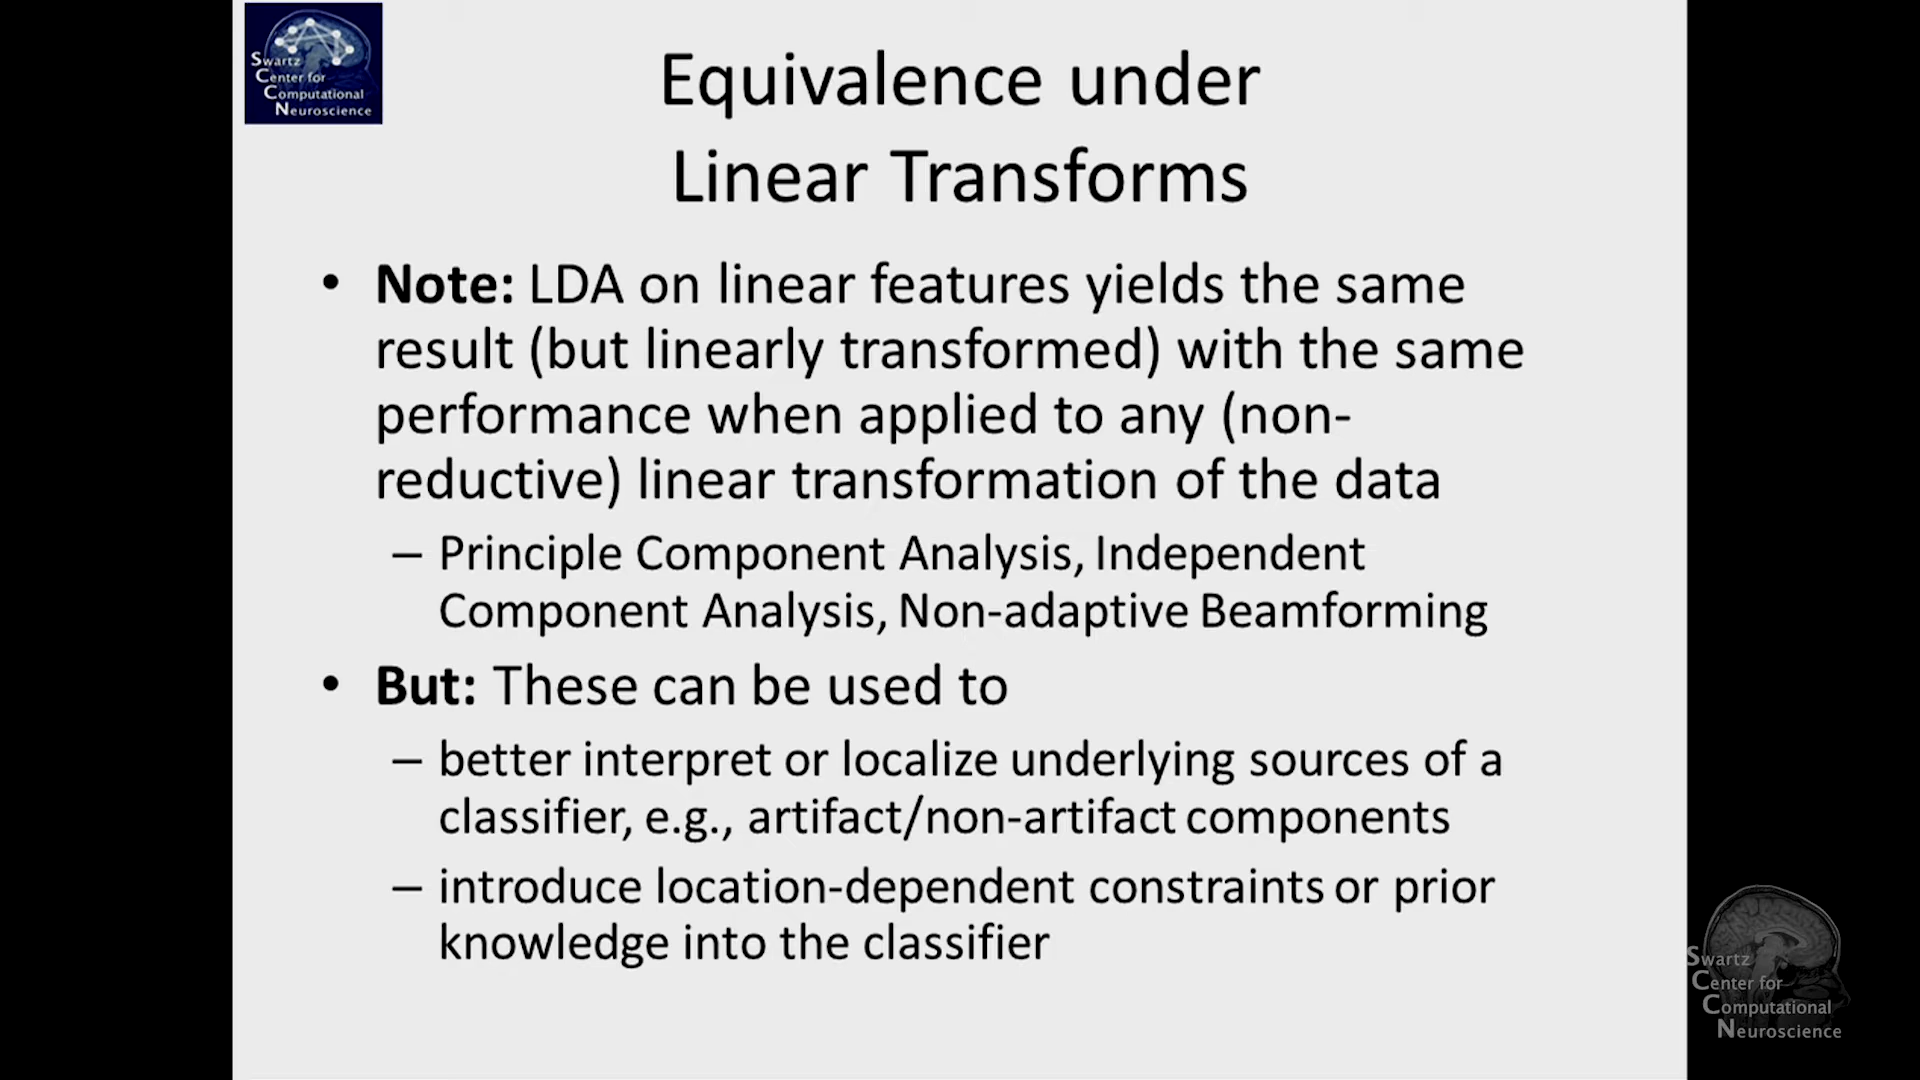 Swartz
Center for
Computational
Neuroscience
Equivalence under
Linear Transforms
• Note: LDA on linear features yields the same
result (but linearly transformed) with the same
performance when applied to any (non-
reductive) linear transformation of the data
– Principle Component Analysis, Independent
Component Analysis, Non-adaptive Beamforming
• But: These can be used to
– better interpret or localize underlying sources of a
classifier, e.g., artifact/non-artifact components
– introduce location-dependent constraints or prior
knowledge into the classifier
Swartz
Center for
Computational
Neuroscience